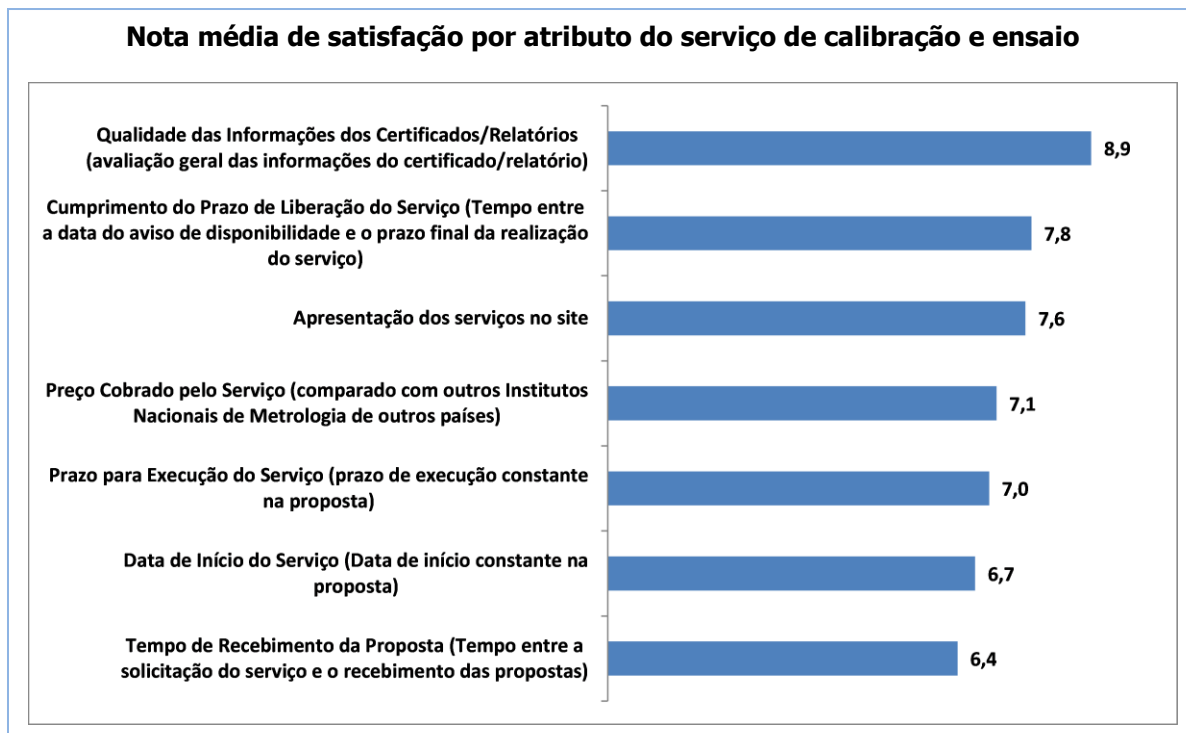 Nota média de satisfação por atributo do serviço de calibração e ensaio
Qualidade das Informações dos Certificados/Relatórios
(avaliação geral das informações do certificado/relatório)
8,9
Cumprimento do Prazo de Liberação do Serviço (Tempo entre
a data do aviso de disponibilidade e o prazo final da realização
do serviço)
7,8
Apresentação dos serviços no site
7,6
Preço Cobrado pelo Serviço (comparado com outros Institutos
Nacionais de Metrologia de outros países)
7,1
Prazo para Execução do Serviço (prazo de execução constante
na proposta)
7,0
Data de Início do Serviço (Data de início constante na
proposta)
6,7
Tempo de Recebimento da Proposta (Tempo entre a
solicitação do serviço e o recebimento das propostas)
6,4